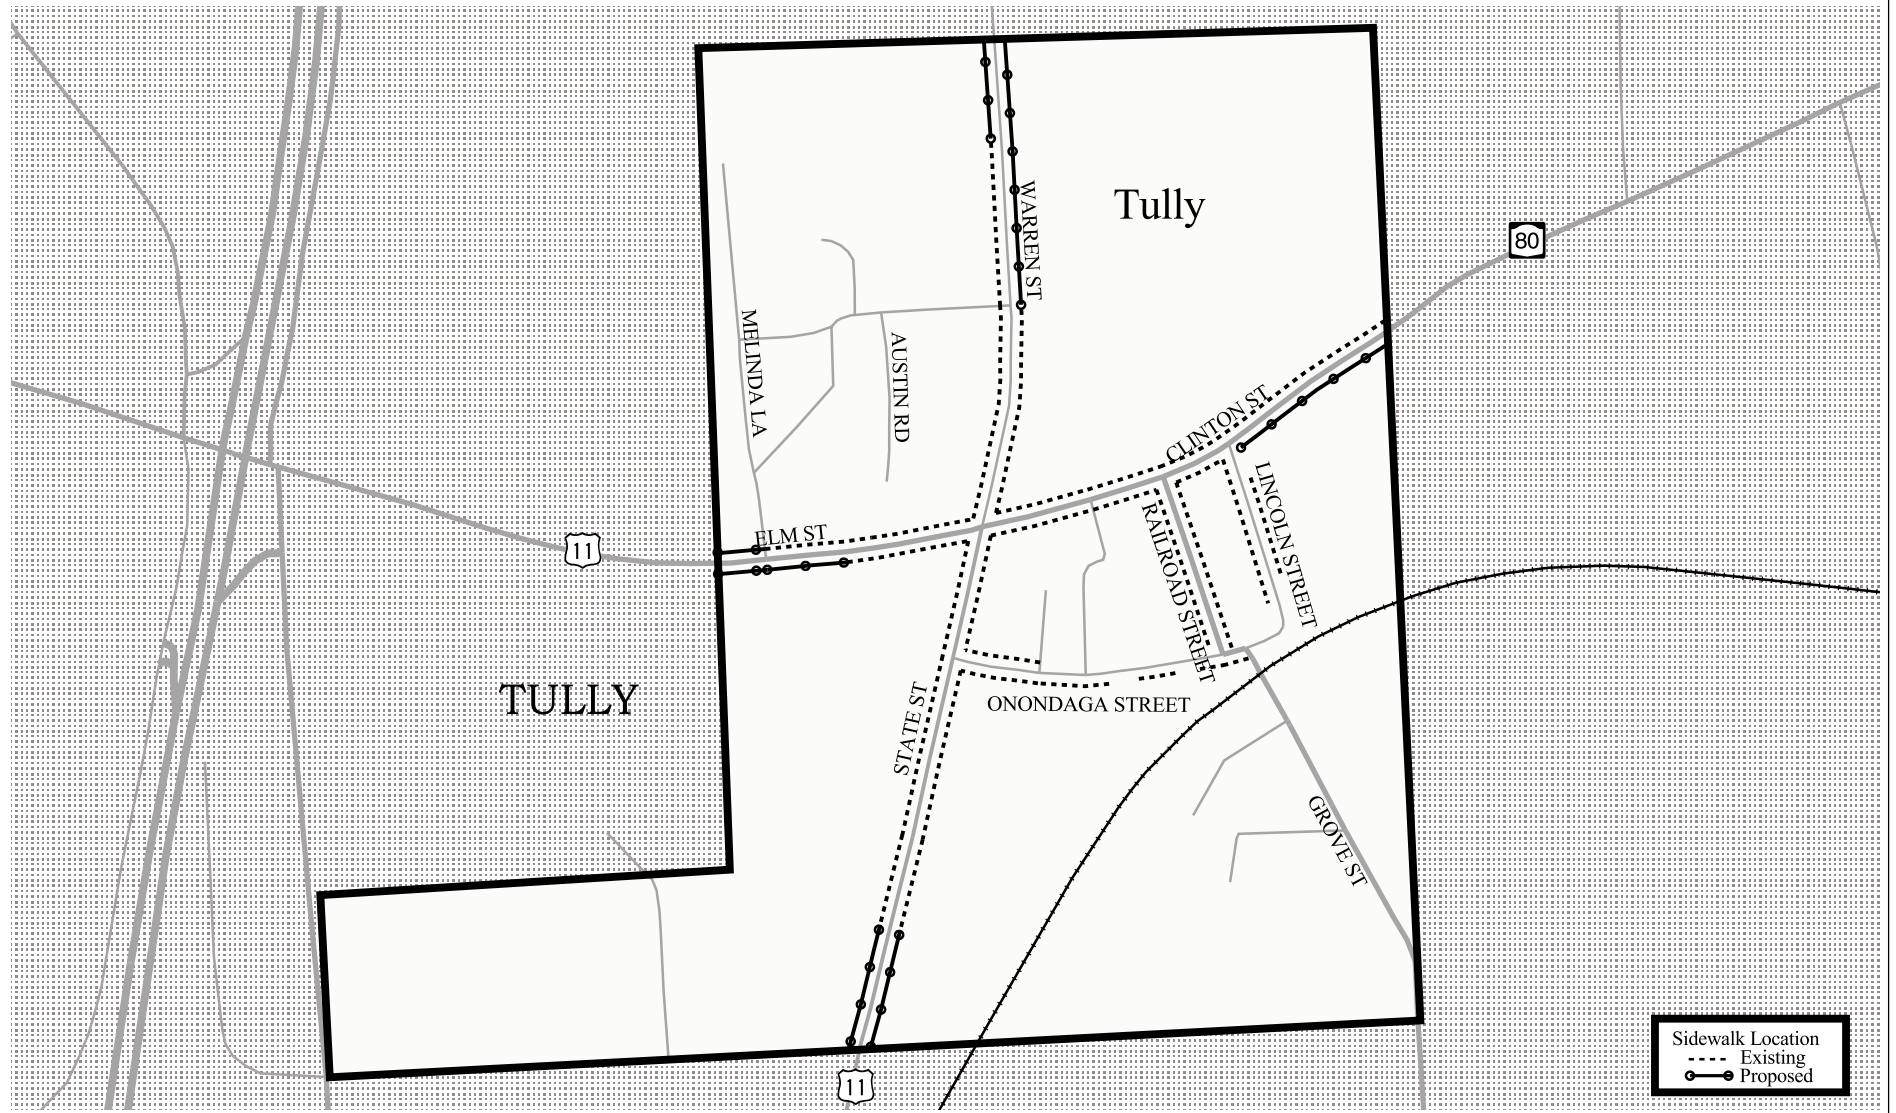 Tully
WARREN ST
80
MELINDA LA
AUSTIN RD
CLINTON ST
ELM ST
11
LINCOLN STREET
RAILROAD STREET
TULLY
STATE ST
ONONDAGA STREET
GROVE ST
11
Sidewalk Location
Existing
Proposed